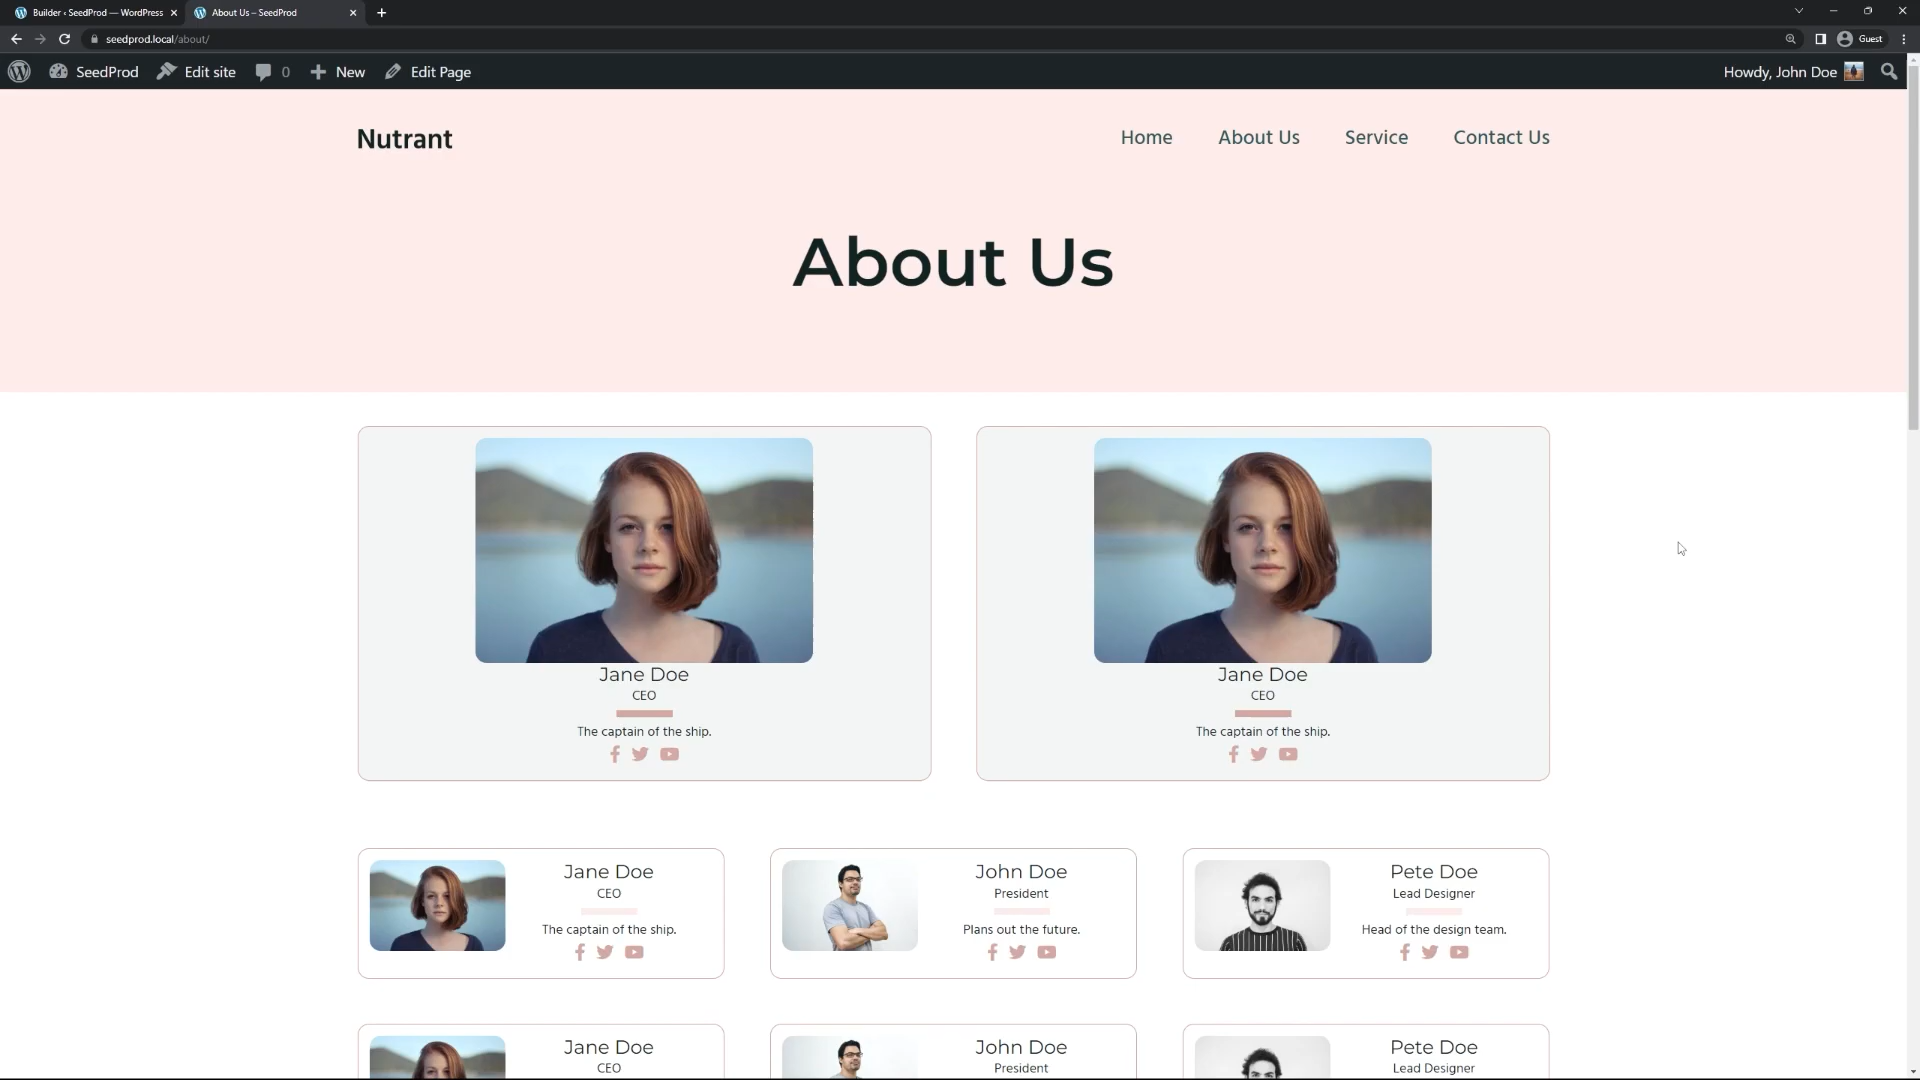 Builder ‹ SeedProd — WordPress
About Us – SeedProd
seedprod.local/about/
Guest
SeedProd
Edit site
0
New
Edit Page
Howdy, John Doe
Nutrant
Home
About Us
Service
Contact Us
About Us
Jane Doe
CEO
The captain of the ship.
Jane Doe
CEO
The captain of the ship.
Jane Doe
CEO
The captain of the ship.
John Doe
President
Plans out the future.
Pete Doe
Lead Designer
Head of the design team.
Jane Doe
CEO
John Doe
President
Pete Doe
Lead Designer